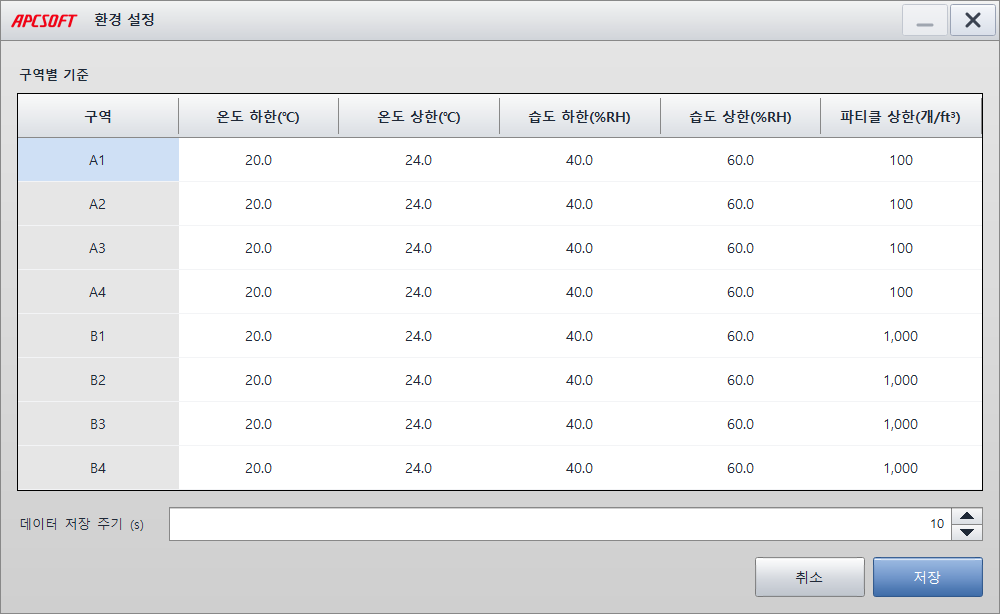 APCSOFT 환경 설정
구역별 기준
구역 온도 하한(℃) 온도 상한(℃) 습도 하한(%RH) 습도 상한(%RH) 파티클 상한(개/ft³)
A1 20.0 24.0 40.0 60.0 100
A2 20.0 24.0 40.0 60.0 100
A3 20.0 24.0 40.0 60.0 100
A4 20.0 24.0 40.0 60.0 100
B1 20.0 24.0 40.0 60.0 1,000
B2 20.0 24.0 40.0 60.0 1,000
B3 20.0 24.0 40.0 60.0 1,000
B4 20.0 24.0 40.0 60.0 1,000
데이터 저장 주기 (s) 10
취소 저장